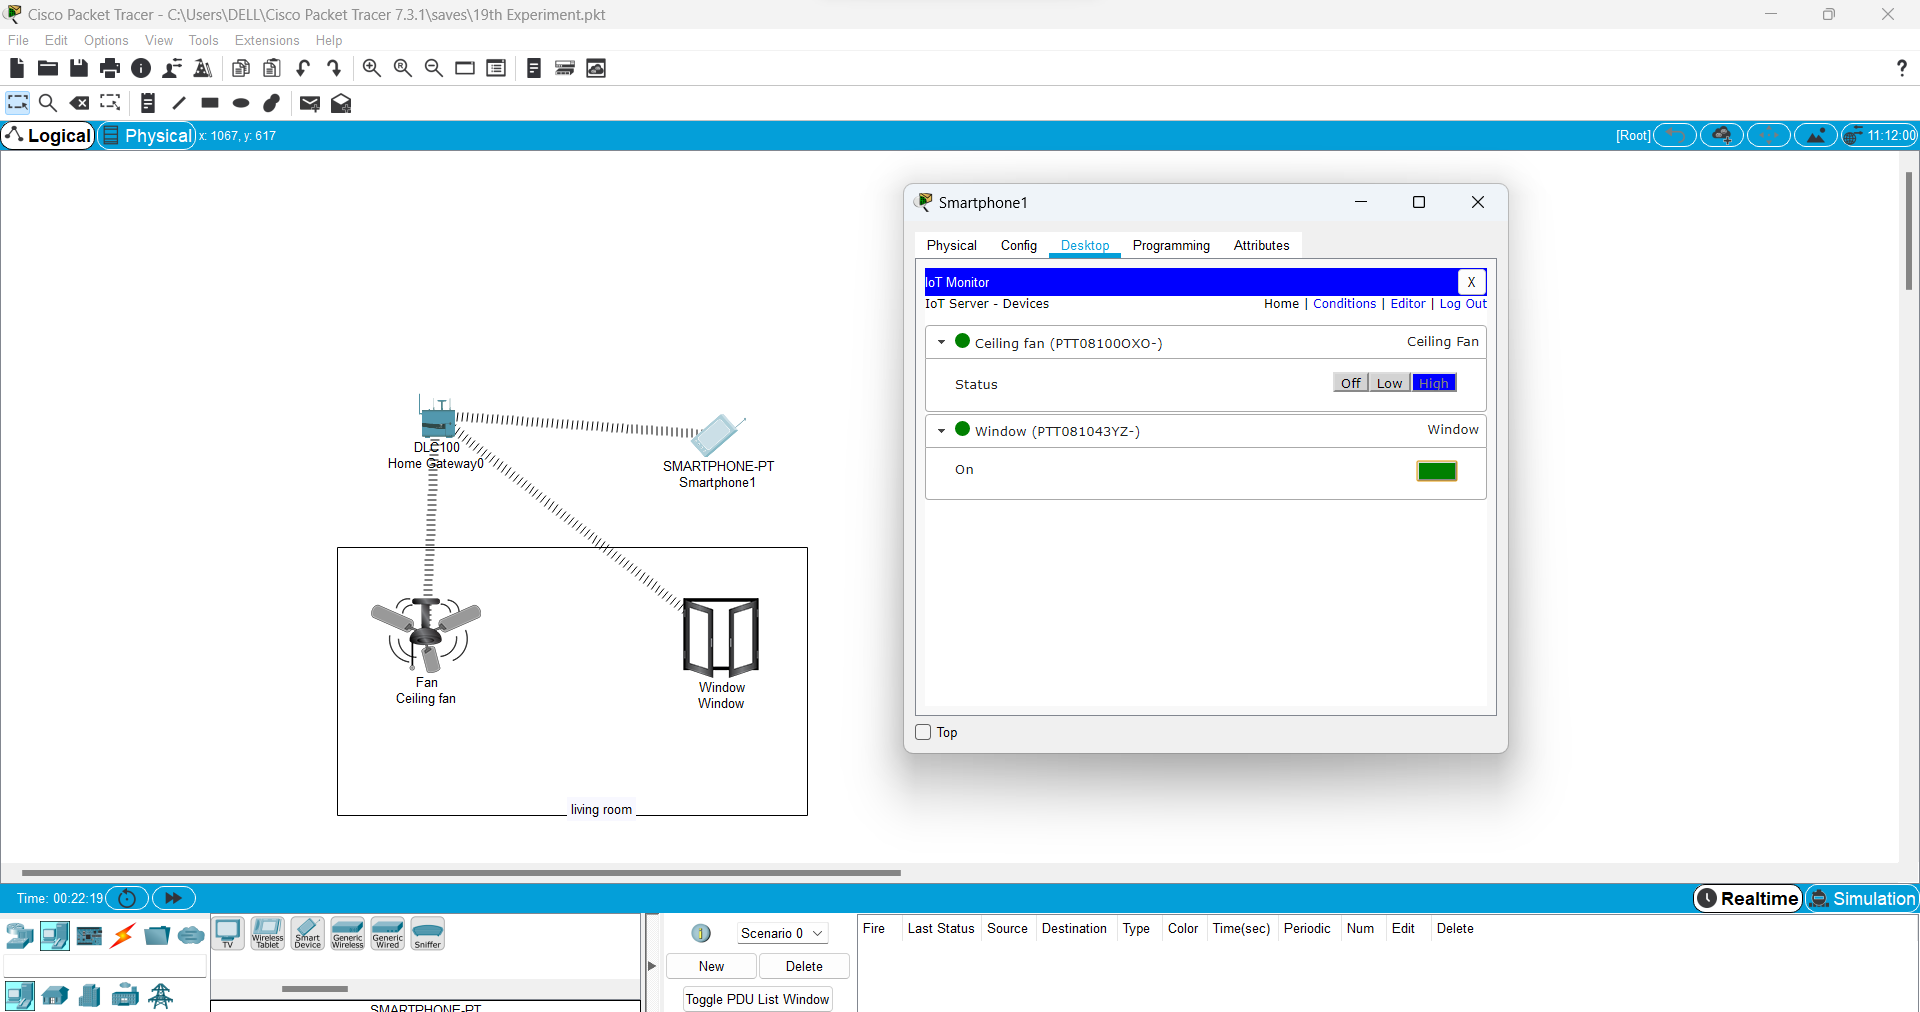 Cisco Packet Tracer - C:\Users\DELL\Cisco Packet Tracer 7.3.1\saves\19th Experiment.pkt
File Edit Options View Tools Extensions Help
?
Logical Physical x: 1067, y: 617 [Root] 11:12:00
Smartphone1
Physical Config Desktop Programming Attributes
IoT Monitor X
IoT Server - Devices Home | Conditions | Editor | Log Out
Ceiling fan (PTT08100OXO-) Ceiling Fan
Status Off Low High
Window (PTT081043YZ-) Window
On
Top
DLC100
Home Gateway0
SMARTPHONE-PT
Smartphone1
Fan
Ceiling fan
Window
Window
living room
Time: 00:22:19 Realtime Simulation
TV
Wireless Tablet
Smart Device
Generic Wireless
Generic Wired
Sniffer
SMARTPHONE-PT
1 Scenario 0
New Delete
Toggle PDU List Window
Fire Last Status Source Destination Type Color Time(sec) Periodic Num Edit Delete